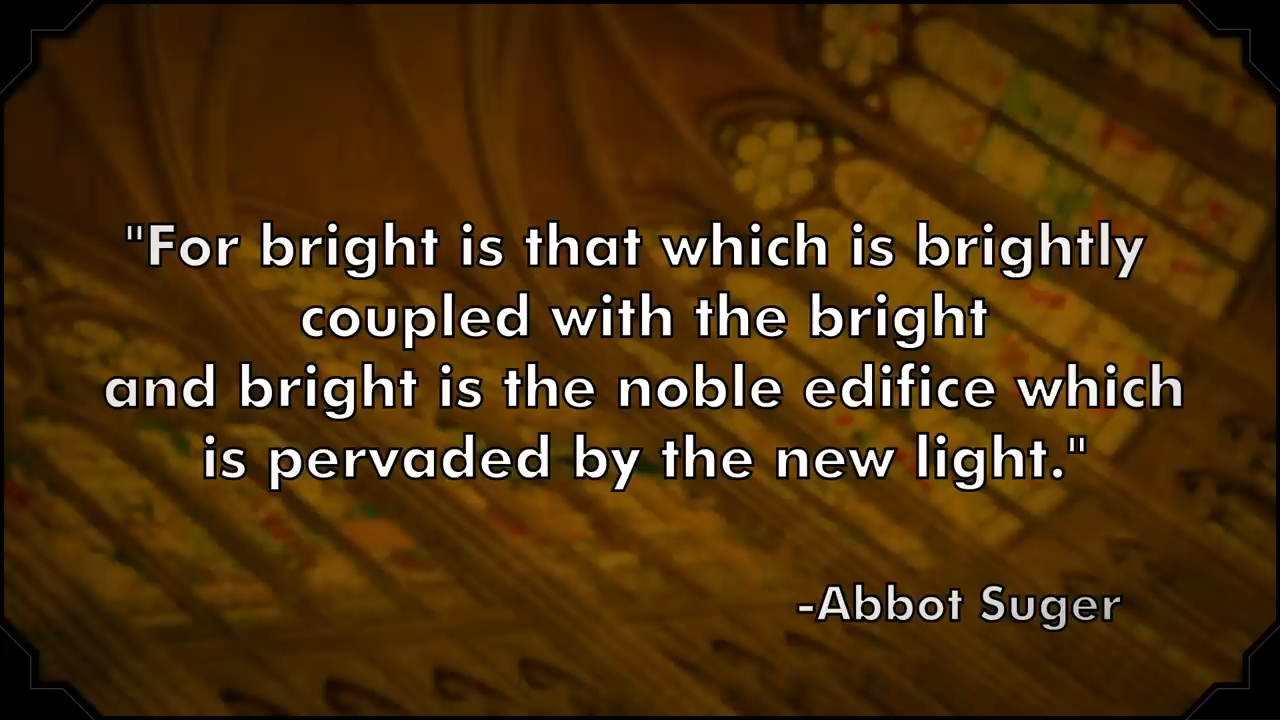 "For bright is that which is brightly
coupled with the bright
and bright is the noble edifice which
is pervaded by the new light."
-Abbot Suger